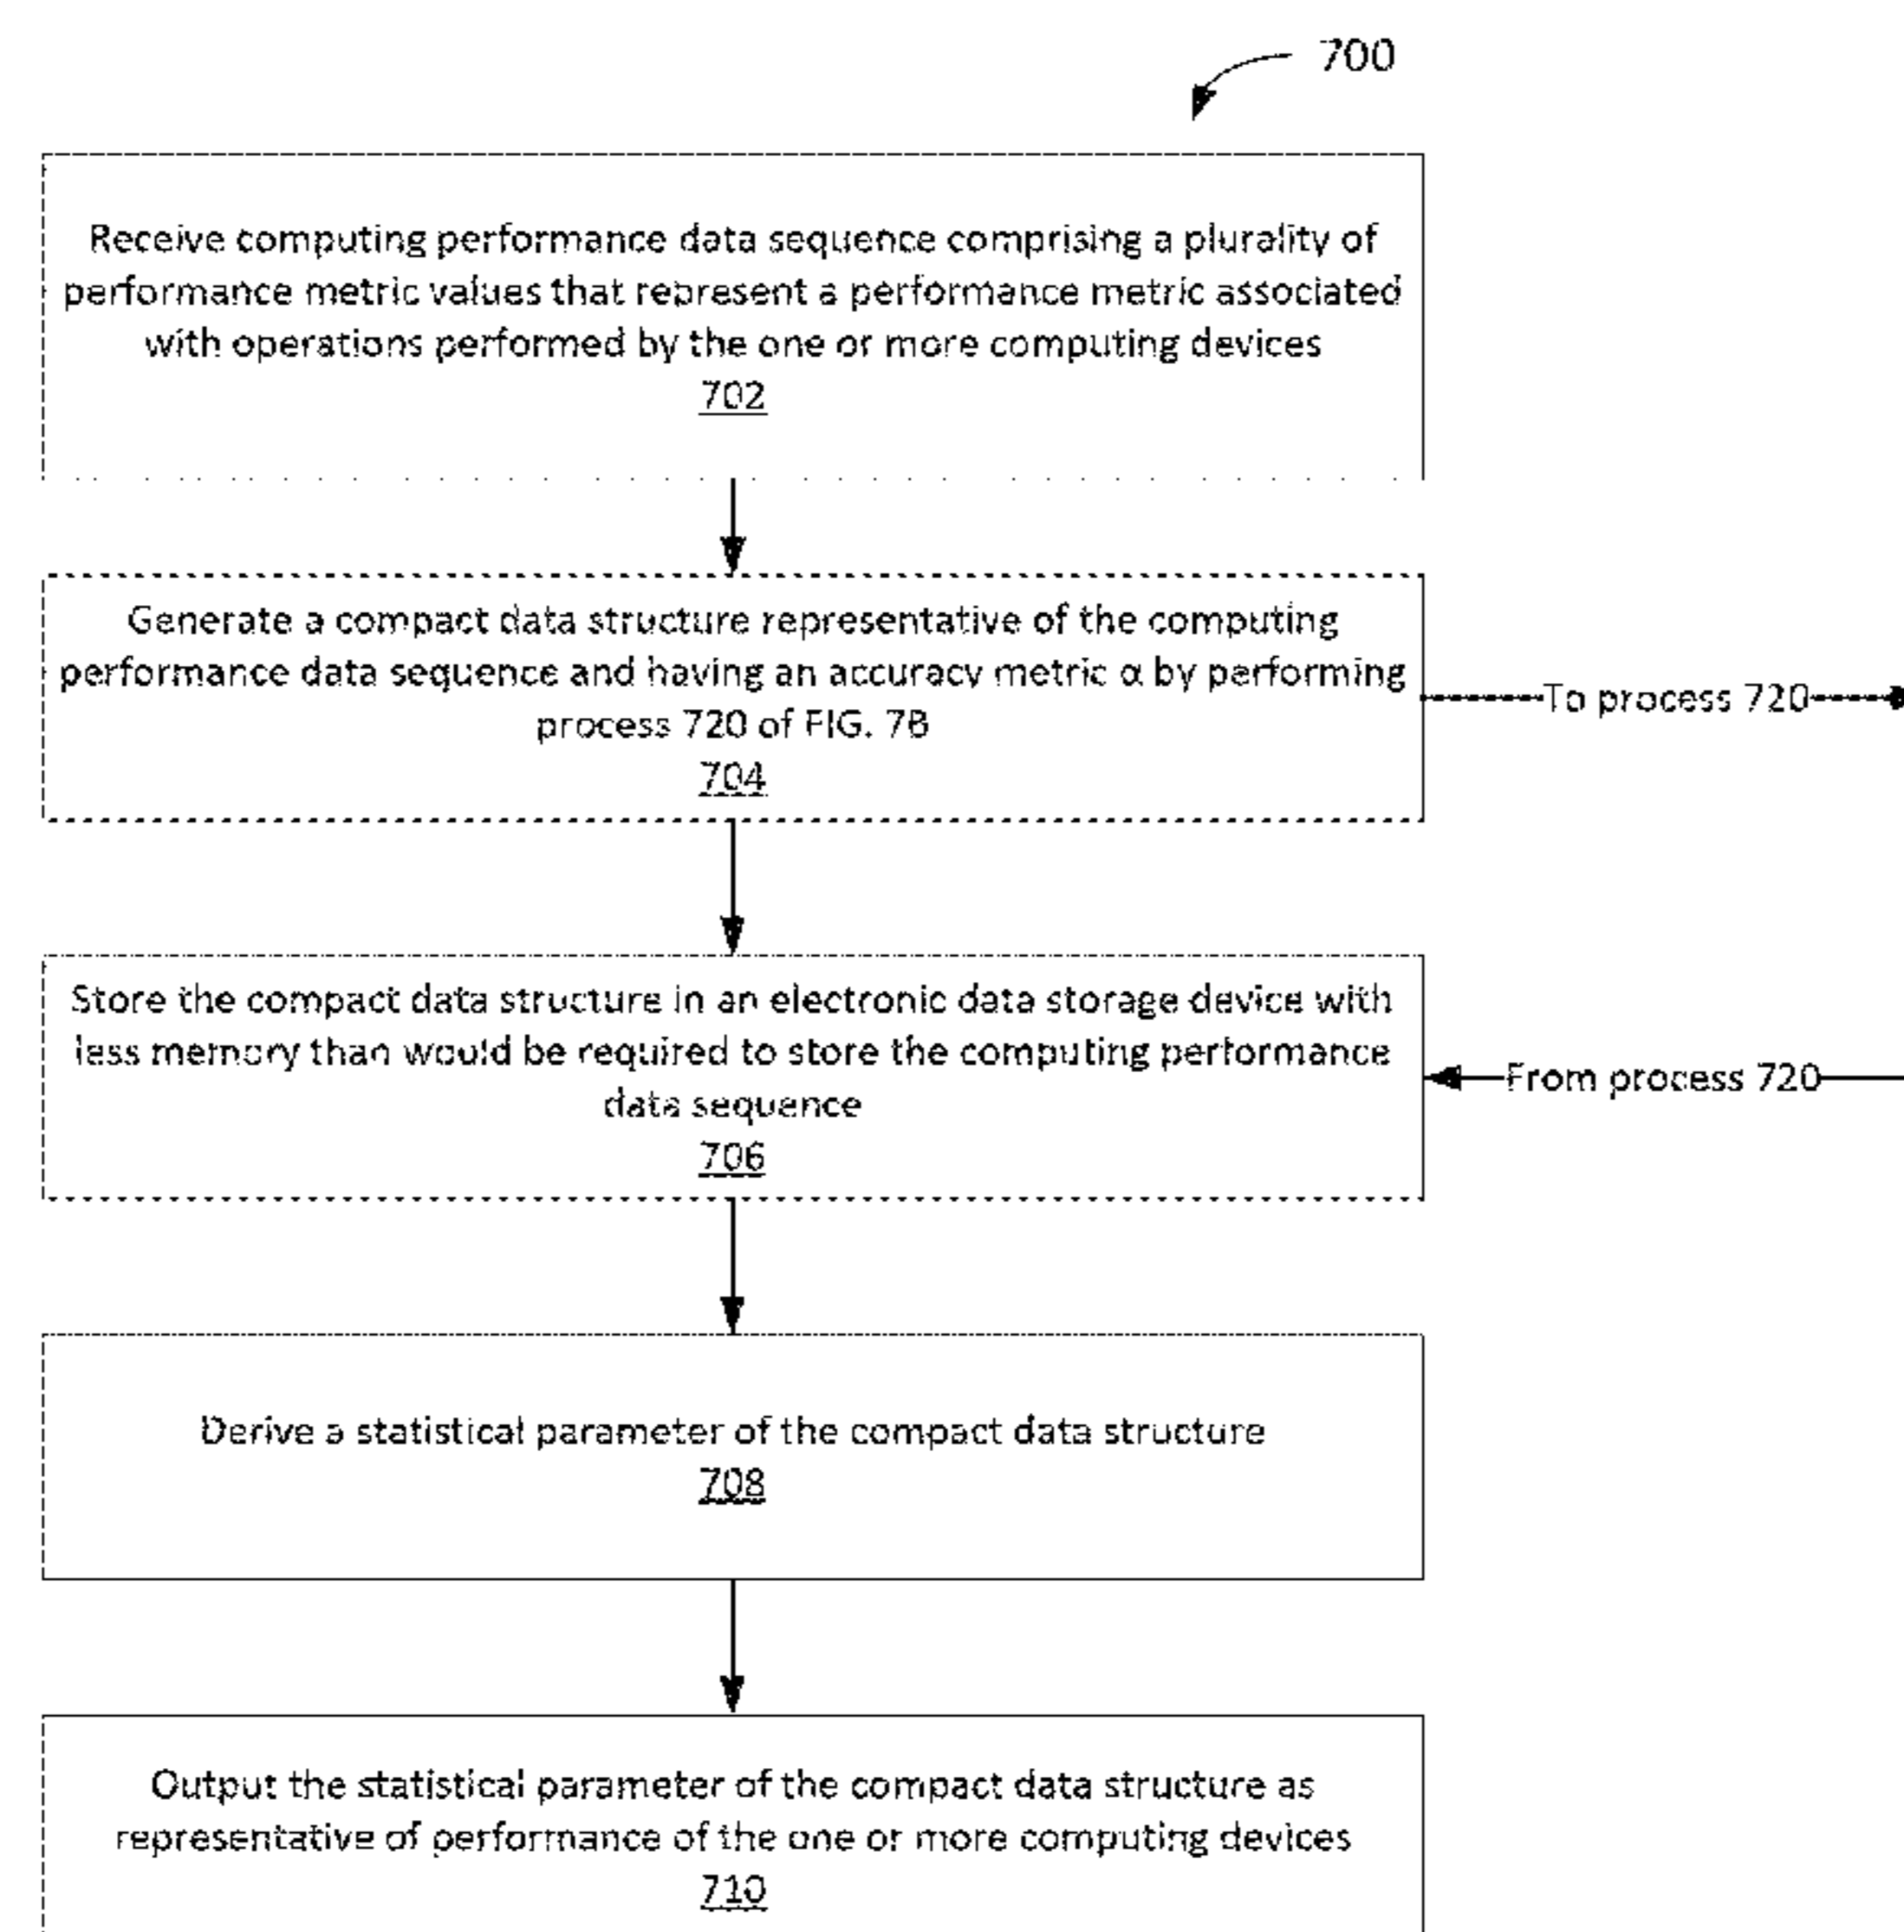 700
Receive computing performance data sequence comprising a plurality of
performance metric values that represent a performance metric associated
with operations performed by the one or more computing devices
702
Generate a compact data structure representative of the computing
performance data sequence and having an accuracy metric α by performing
process 720 of FIG. 7B
704
To process 720
Store the compact data structure in an electronic data storage device with
less memory than would be required to store the computing performance
data sequence
706
From process 720
Derive a statistical parameter of the compact data structure
708
Output the statistical parameter of the compact data structure as
representative of performance of the one or more computing devices
710